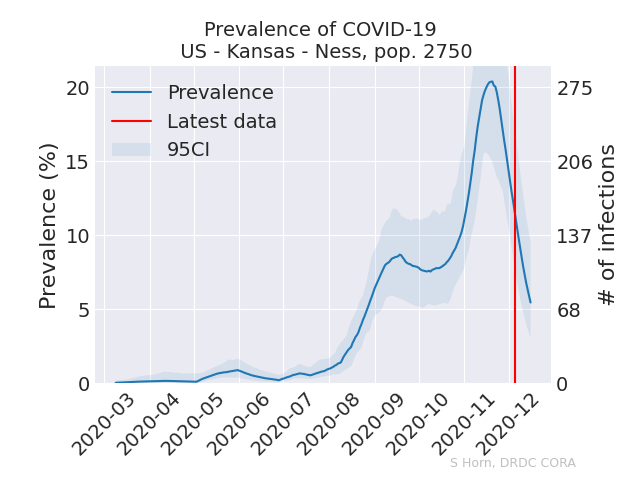 Prevalence of COVID-19
US - Kansas - Ness, pop. 2750
Prevalence (%)
20
15
10
5
0
Prevalence
Latest data
95CI
275
206
137
68
0
# of infections
2020-03
2020-04
2020-05
2020-06
2020-07
2020-08
2020-09
2020-10
2020-11
2020-12
S Horn, DRDC CORA